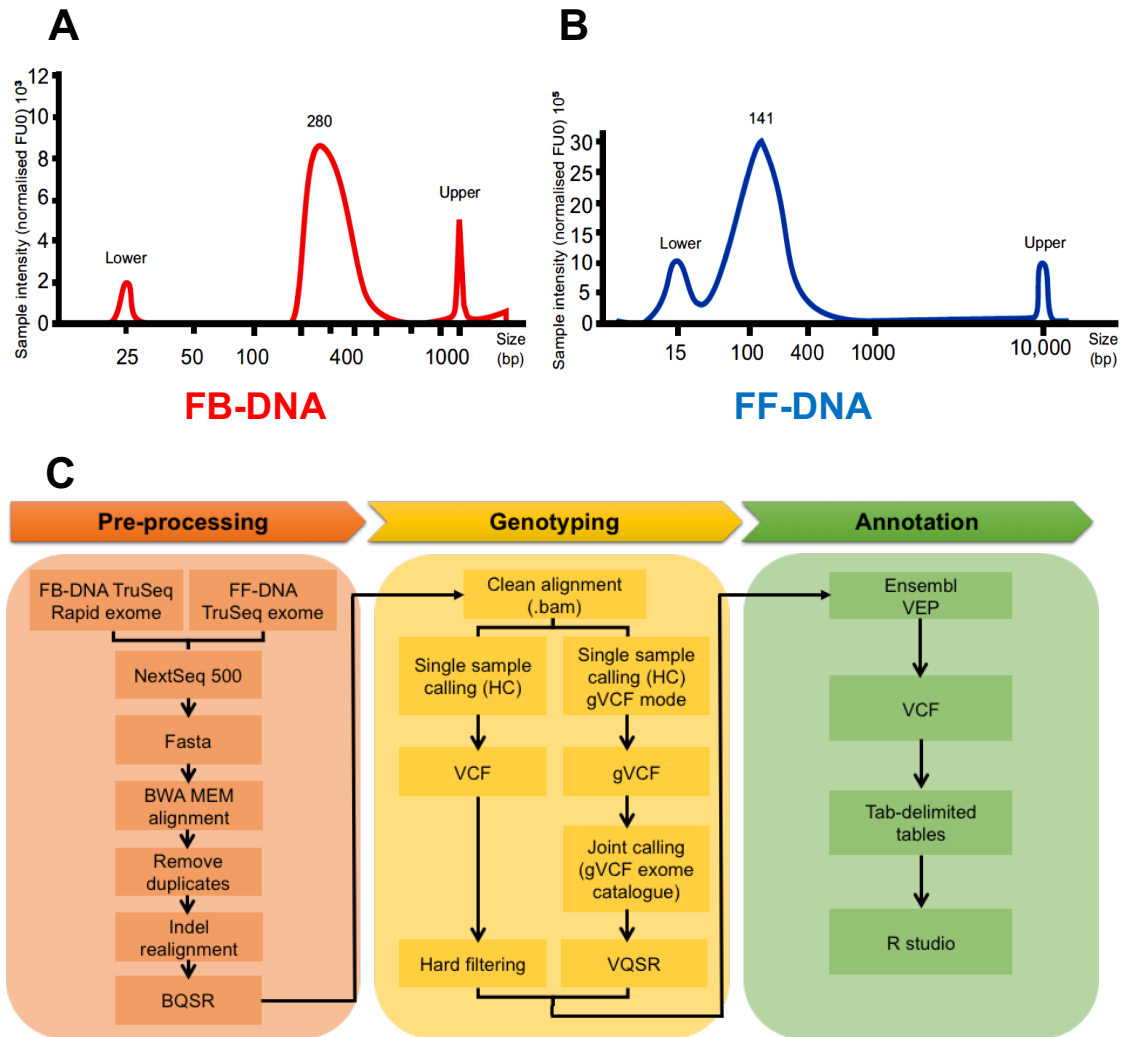 A
Sample intensity (normalised FU0) 10³
12
10
8
6
4
2
0
Lower
280
Upper
25
50
100
400
1000
Size
(bp)
FB-DNA
B
Sample intensity (normalised FU0) 10⁵
30
25
20
15
10
5
0
Lower
141
Upper
15
100
400
1000
10,000
Size
(bp)
FF-DNA
C
Pre-processing
FB-DNA TruSeq
Rapid exome
FF-DNA
TruSeq exome
NextSeq 500
Fasta
BWA MEM
alignment
Remove
duplicates
Indel
realignment
BQSR
Genotyping
Clean alignment
(.bam)
Single sample
calling (HC)
VCF
Hard filtering
Single sample
calling (HC)
gVCF mode
gVCF
Joint calling
(gVCF exome
catalogue)
VQSR
Annotation
Ensembl
VEP
VCF
Tab-delimited
tables
R studio